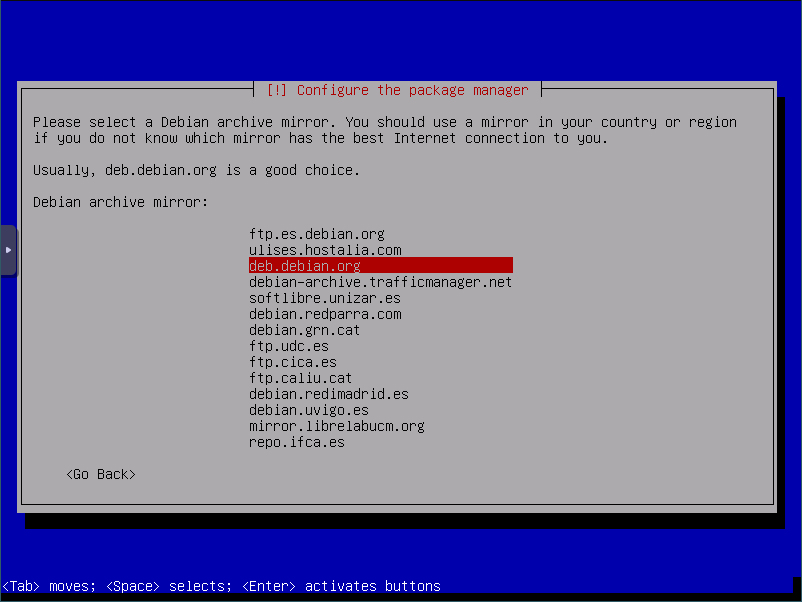 [!] Configure the package manager
Please select a Debian archive mirror. You should use a mirror in your country or region
if you do not know which mirror has the best Internet connection to you.
Usually, deb.debian.org is a good choice.
Debian archive mirror:
ftp.es.debian.org
ulises.hostalia.com
deb.debian.org
debian-archive.trafficmanager.net
softlibre.unizar.es
debian.redparra.com
debian.grn.cat
ftp.udc.es
ftp.cica.es
ftp.caliu.cat
debian.redimadrid.es
debian.uvigo.es
mirror.librelabucm.org
repo.ifca.es
<Go Back>
<Tab> moves; <Space> selects; <Enter> activates buttons